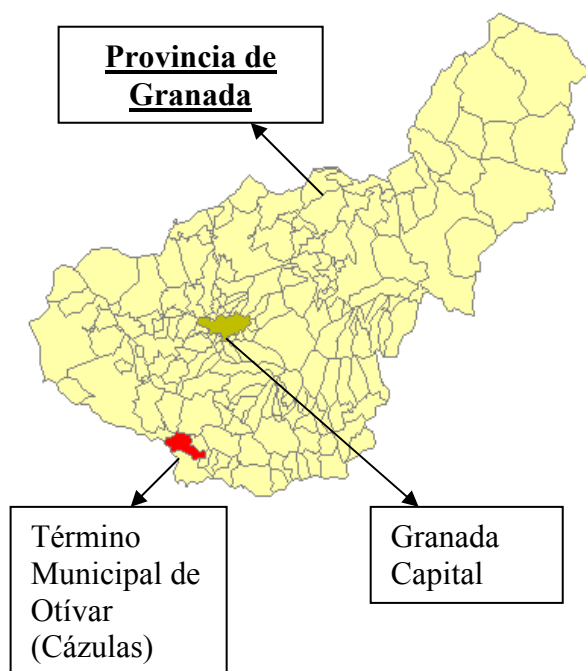 Provincia de
Granada
Término
Municipal de
Otívar
(Cázulas)
Granada
Capital